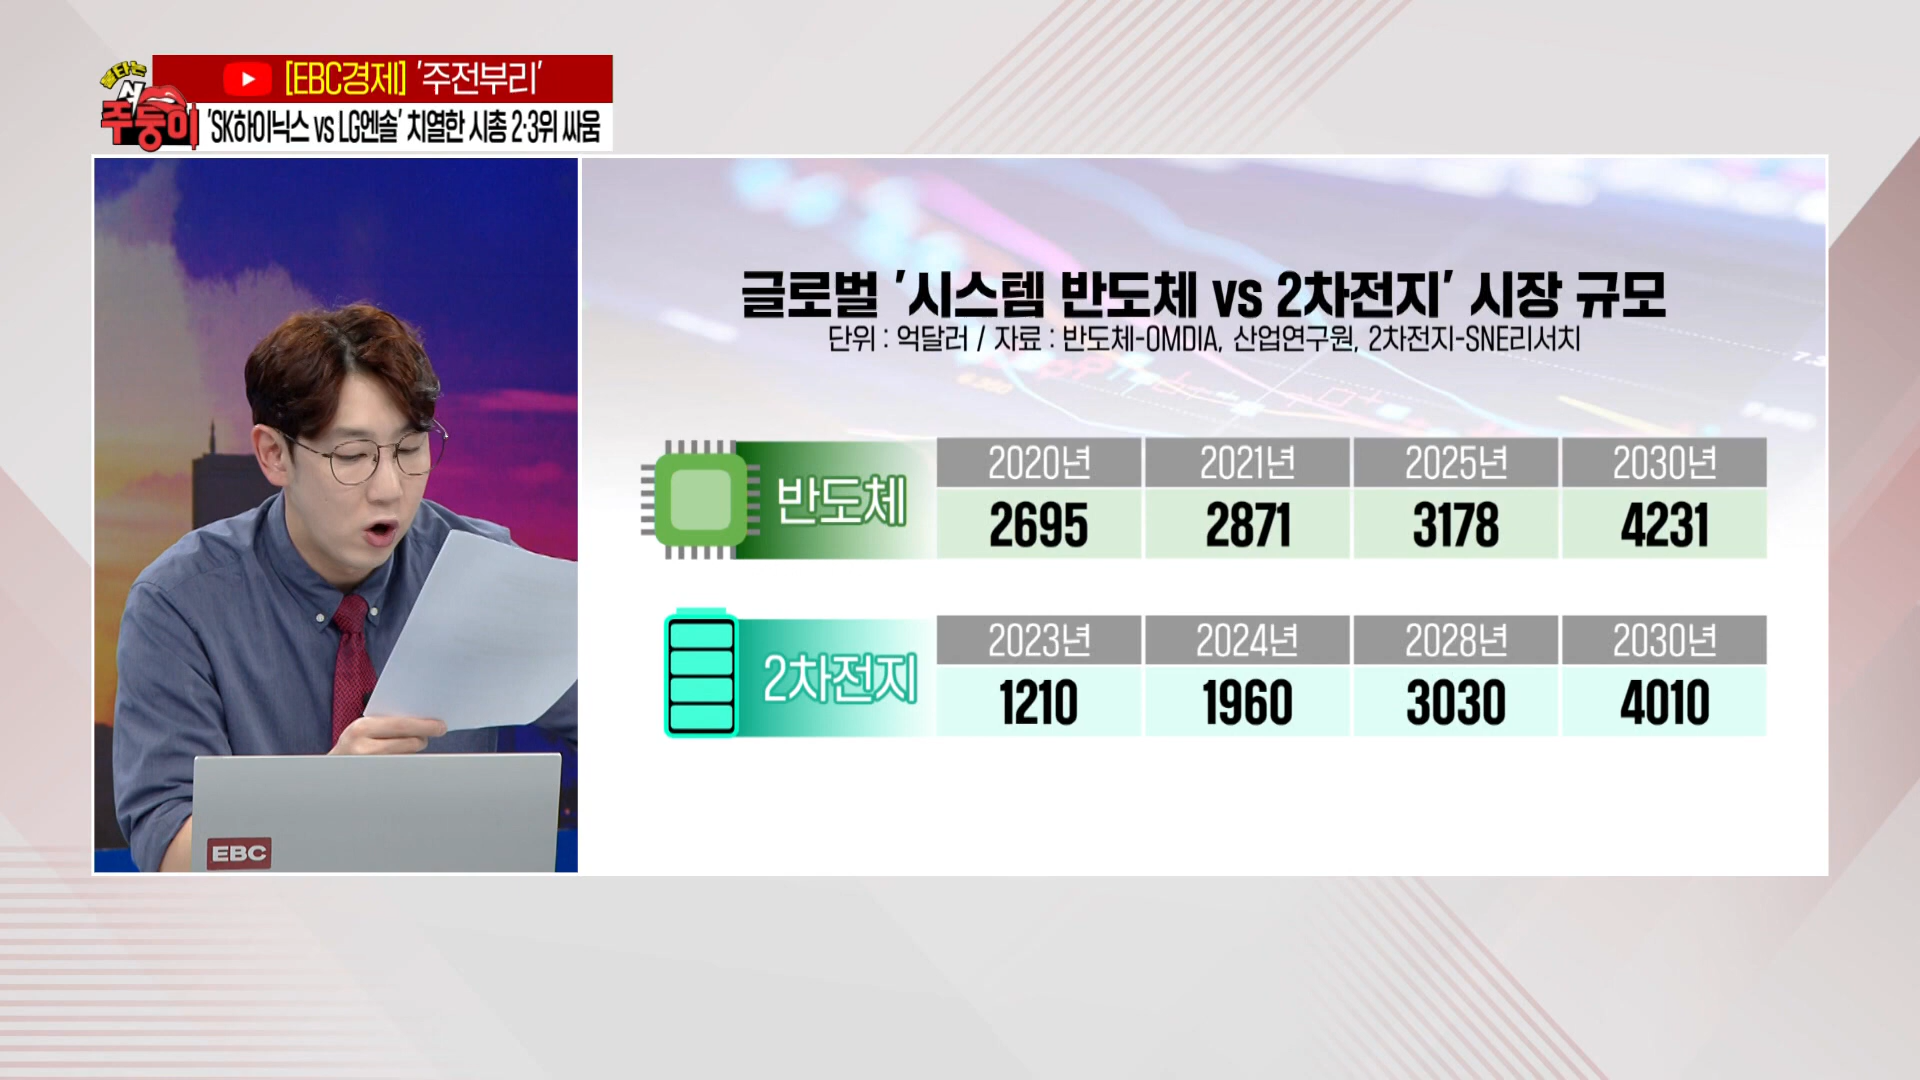 불타는
주둥이
[EBC경제] '주전부리'
'SK하이닉스 vs LG엔솔' 치열한 시총 2·3위 싸움
글로벌 '시스템 반도체 vs 2차전지' 시장 규모
단위 : 억달러 / 자료 : 반도체-OMDIA, 산업연구원, 2차전지-SNE리서치
반도체
2020년 2021년 2025년 2030년
2695 2871 3178 4231
2차전지
2023년 2024년 2028년 2030년
1210 1960 3030 4010
EBC